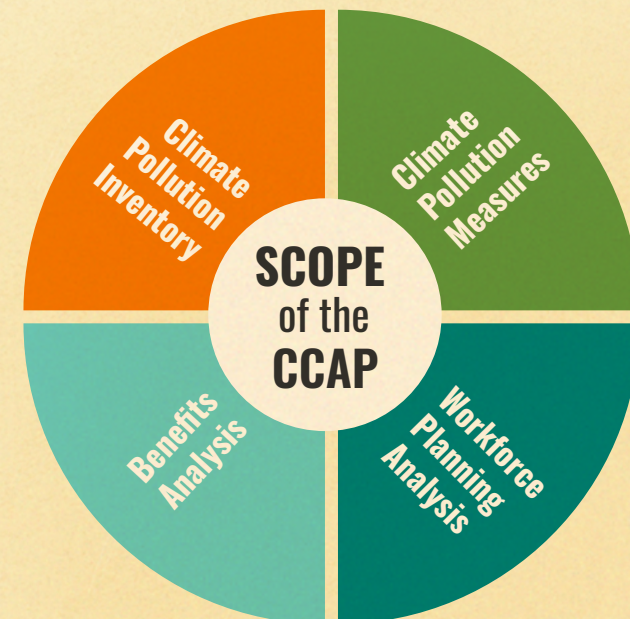 Climate
Pollution
Inventory
Climate
Pollution
Measures
SCOPE
of the
CCAP
Benefits
Analysis
Workforce
Planning
Analysis